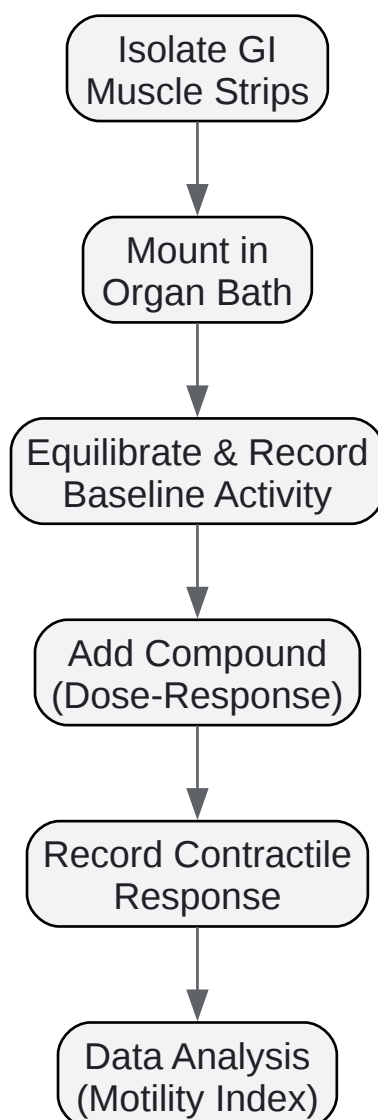 Isolate GI
Muscle Strips
Mount in
Organ Bath
Equilibrate & Record
Baseline Activity
Add Compound
(Dose-Response)
Record Contractile
Response
Data Analysis
(Motility Index)